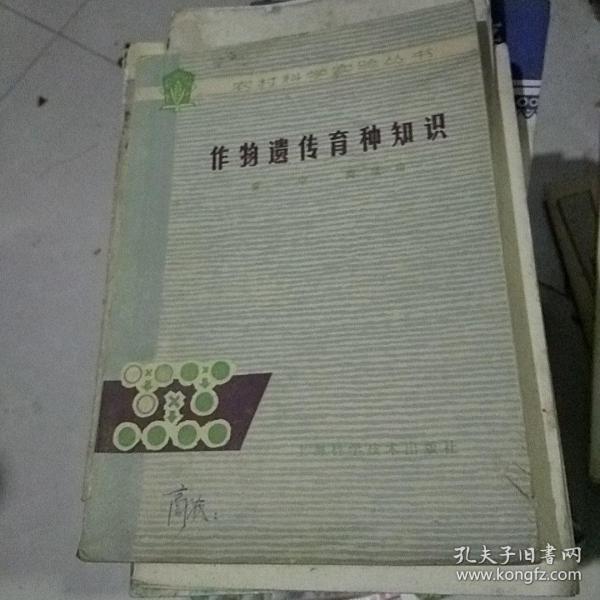 农村科学实验丛书
作物遗传育种知识
上海科学技术出版社
孔夫子旧书网
www.kongfz.com